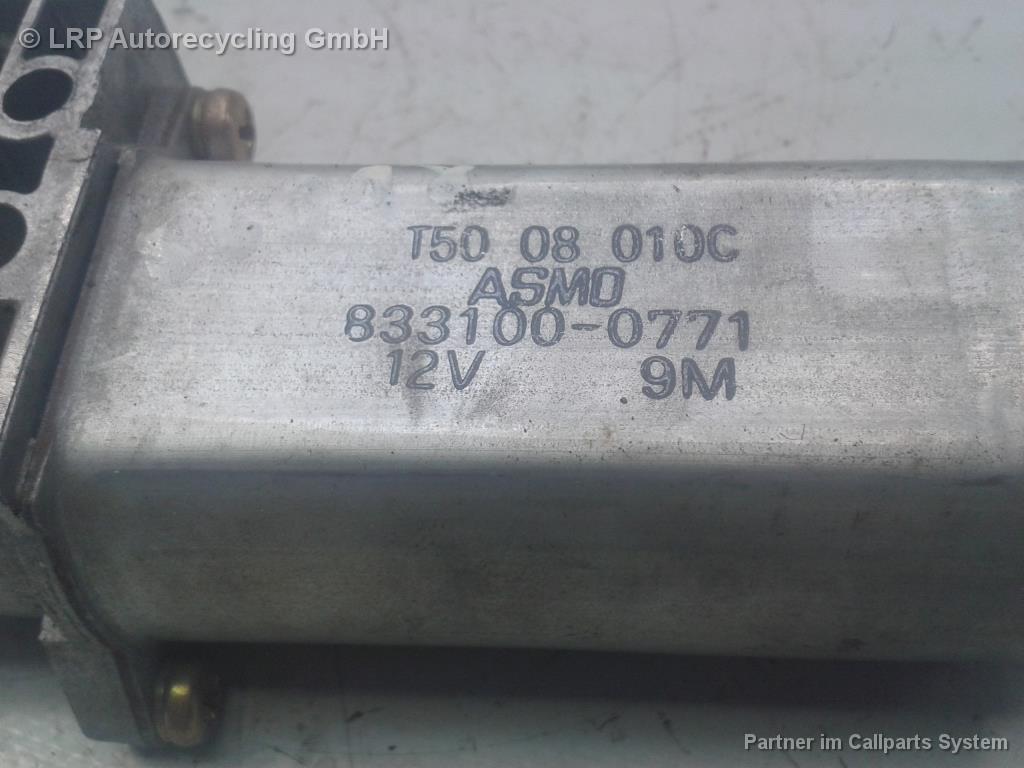 © LRP Autorecycling GmbH
T50 08 010C
ASMO
833100-0771
12V 9M
Partner im Callparts System